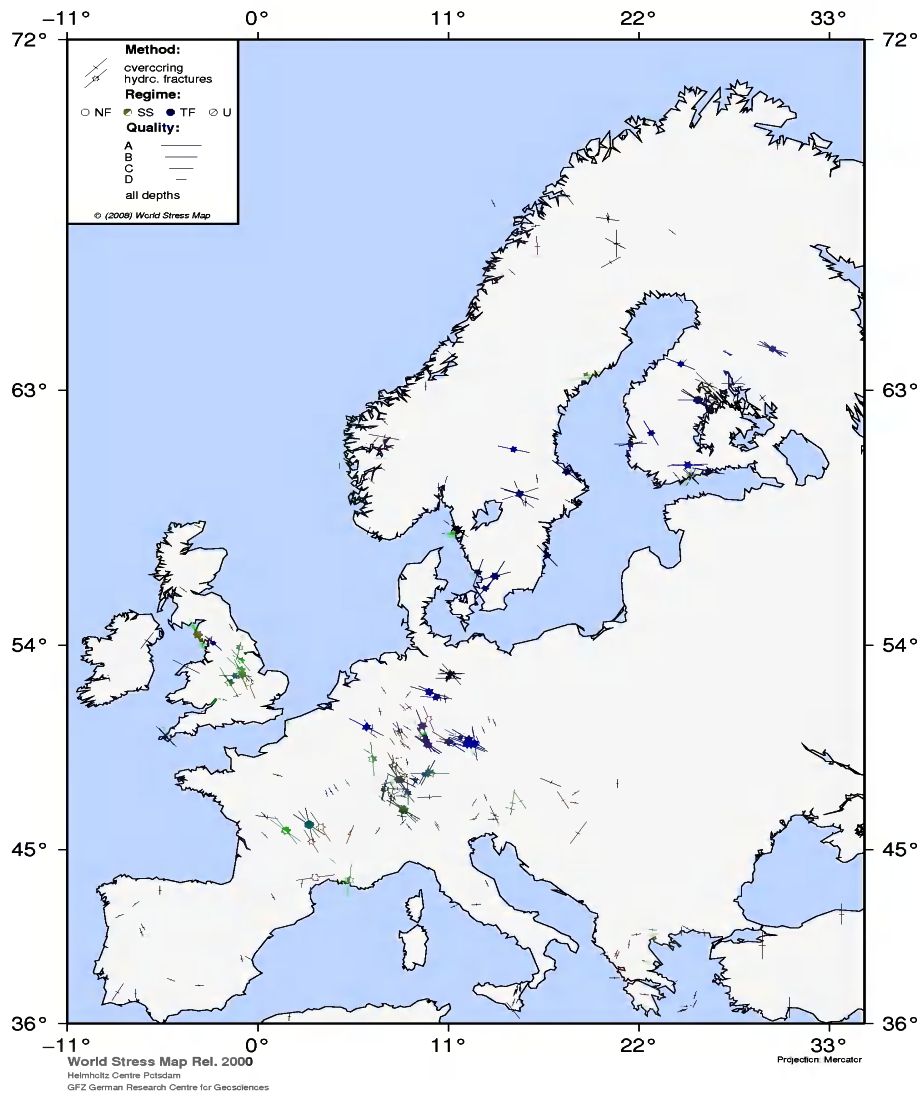 −11° 0° 11° 22° 33°
72° 72°
Method:
cverccring
hydrc. fractures
Regime:
NF SS TF U
Quality:
A
B
C
D
all depths
© (2008) World Stress Map
63° 63°
54° 54°
45° 45°
36° 36°
−11° 0° 11° 22° 33°
World Stress Map Rel. 2000
Helmholtz Centre Potsdam
GFZ German Research Centre for Geosciences
Projection: Mercator